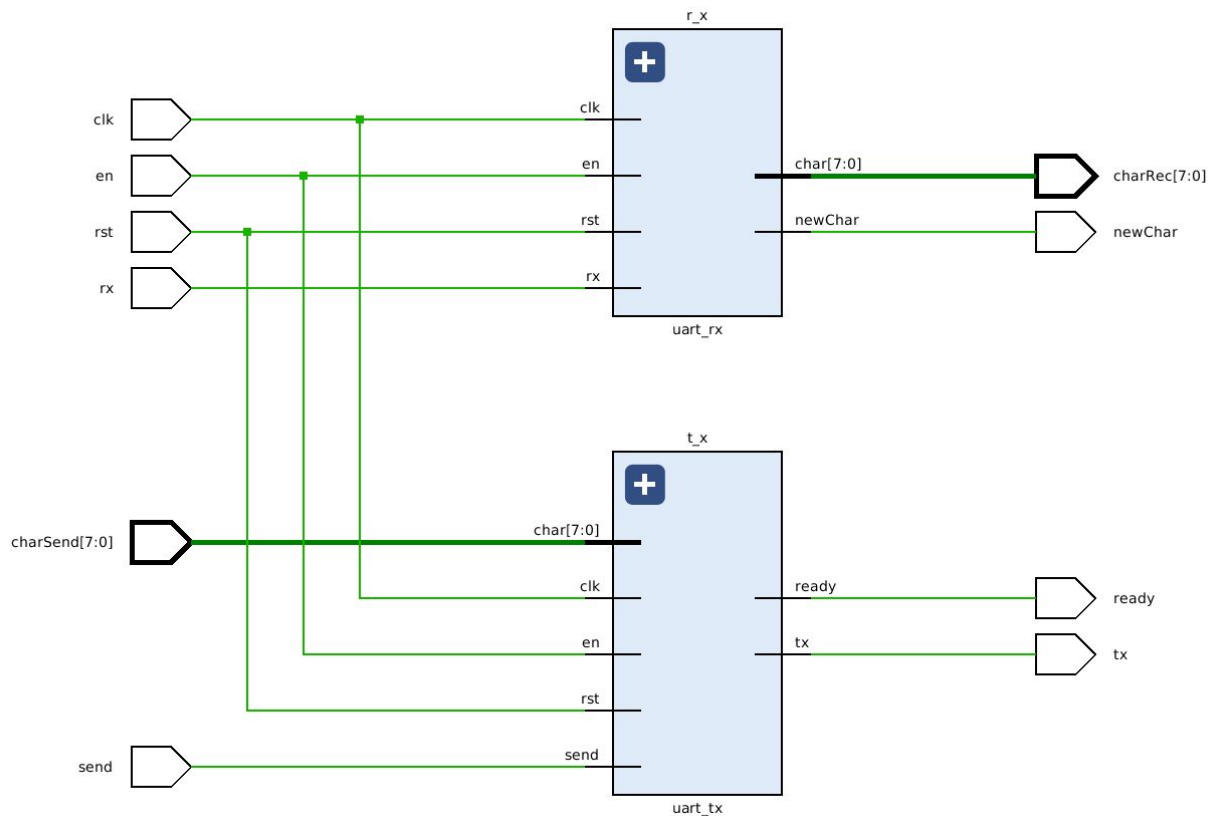 r_x
clk
clk
en
en
char[7:0]
charRec[7:0]
rst
rst
newChar
newChar
rx
rx
uart_rx
t_x
charSend[7:0]
char[7:0]
clk
ready
ready
en
tx
tx
rst
send
send
uart_tx